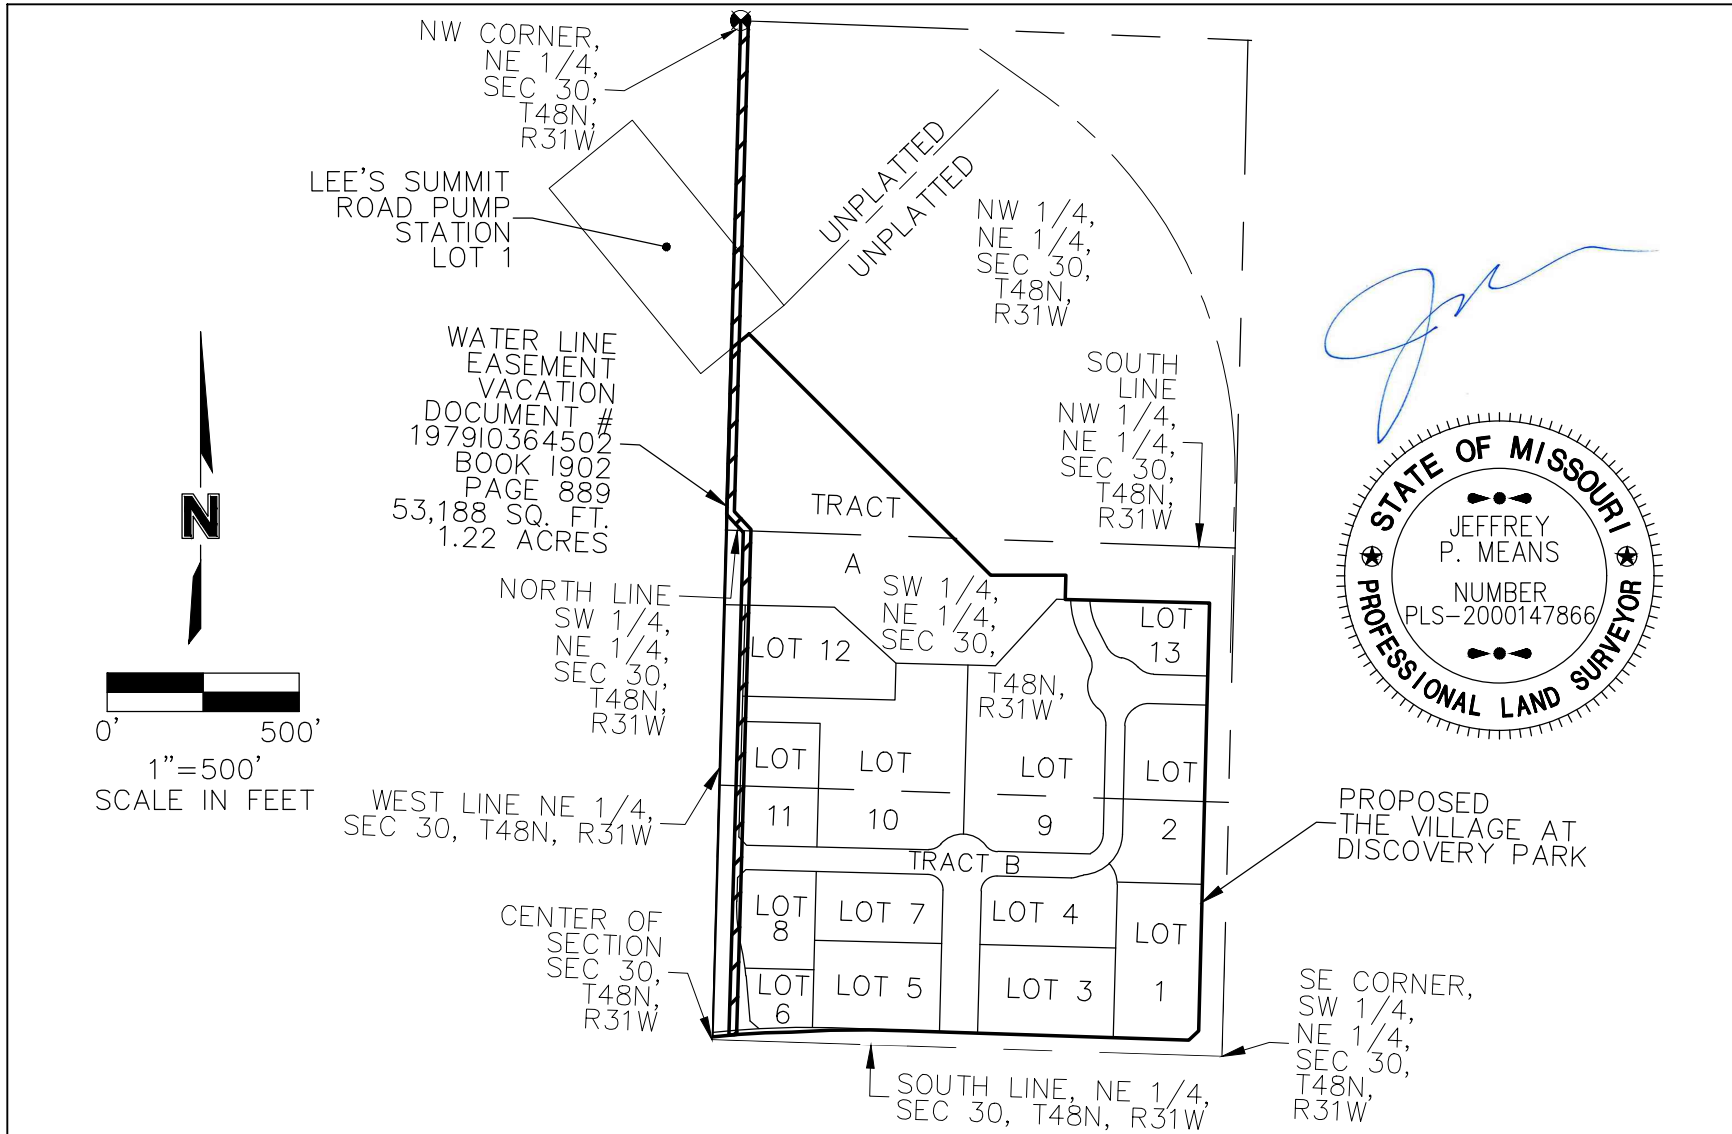 NW CORNER,
NE 1/4,
SEC 30,
T48N,
R31W
LEE'S SUMMIT
ROAD PUMP
STATION
LOT 1
UNPLATTED
UNPLATTED
NW 1/4,
NE 1/4,
SEC 30,
T48N,
R31W
WATER LINE
EASEMENT
VACATION
DOCUMENT #
1979I0364502
BOOK I902
PAGE 889
53,188 SQ. FT.
1.22 ACRES
SOUTH
LINE
NW 1/4,
NE 1/4,
SEC 30,
T48N,
R31W
N
0' 500'
1"=500'
SCALE IN FEET
TRACT
A
NORTH LINE
SW 1/4,
NE 1/4,
SEC 30,
T48N,
R31W
SW 1/4,
NE 1/4,
SEC 30,
T48N,
R31W
LOT
13
LOT 12
LOT
11
LOT
10
LOT
9
LOT
2
WEST LINE NE 1/4,
SEC 30, T48N, R31W
TRACT B
LOT
8
LOT 7
LOT 4
LOT
1
LOT
6
LOT 5
LOT 3
CENTER OF
SECTION
SEC 30,
T48N,
R31W
SOUTH LINE, NE 1/4,
SEC 30, T48N, R31W
SE CORNER,
SW 1/4,
NE 1/4,
SEC 30,
T48N,
R31W
PROPOSED
THE VILLAGE AT
DISCOVERY PARK
STATE OF MISSOURI
JEFFREY
P. MEANS
NUMBER
PLS-2000147866
PROFESSIONAL LAND SURVEYOR